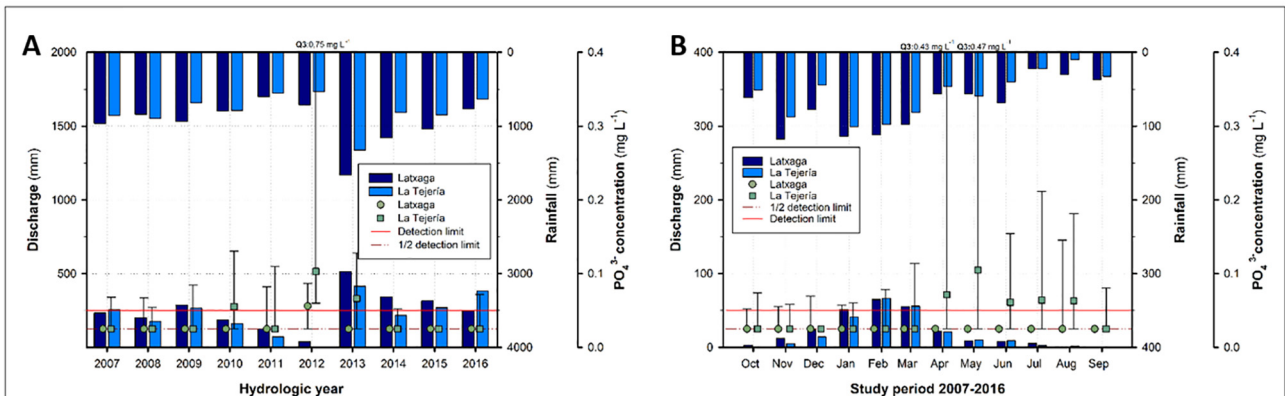 A
Q3:0.75 mg L⁻¹
2000
1500
1000
500
0
Discharge (mm)
0
1000
2000
3000
4000
Rainfall (mm)
0.4
0.3
0.2
0.1
0.0
PO₄³⁻concentration (mg L⁻¹)
Latxaga
La Tejería
Latxaga
La Tejería
Detection limit
1/2 detection limit
2007 2008 2009 2010 2011 2012 2013 2014 2015 2016
Hydrologic year
B
Q3:0.43 mg L⁻¹ Q3:0.47 mg L⁻¹
400
300
200
100
0
Discharge (mm)
0
100
200
300
400
Rainfall (mm)
0.4
0.3
0.2
0.1
0.0
PO₄³⁻concentration (mg L⁻¹)
Latxaga
La Tejería
Latxaga
La Tejería
1/2 detection limit
Detection limit
Oct Nov Dec Jan Feb Mar Apr May Jun Jul Aug Sep
Study period 2007-2016